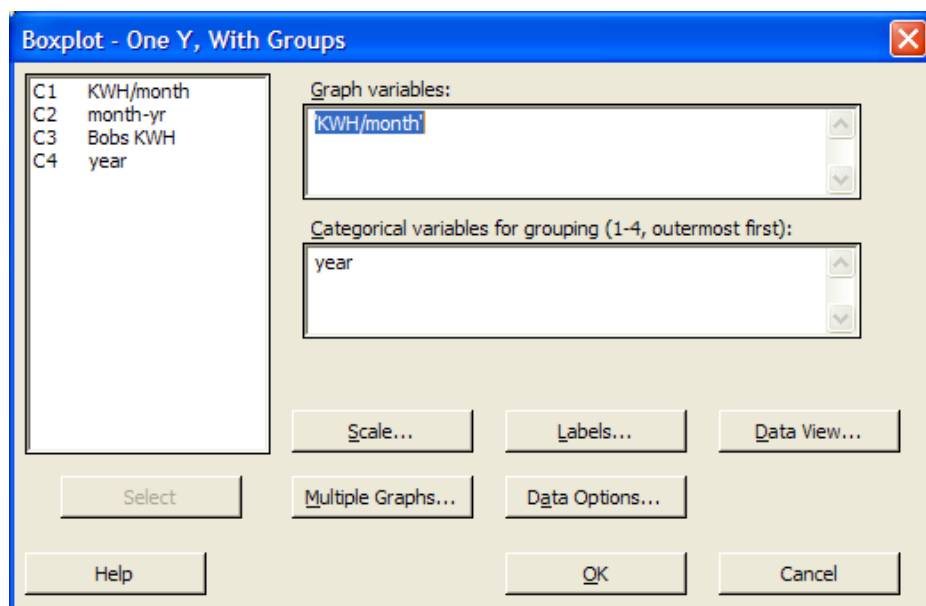 Boxplot - One Y, With Groups
C1 KWH/month
C2 month-yr
C3 Bobs KWH
C4 year
Graph variables:
'KWH/month'
Categorical variables for grouping (1-4, outermost first):
year
Scale...
Labels...
Data View...
Select
Multiple Graphs...
Data Options...
Help
OK
Cancel